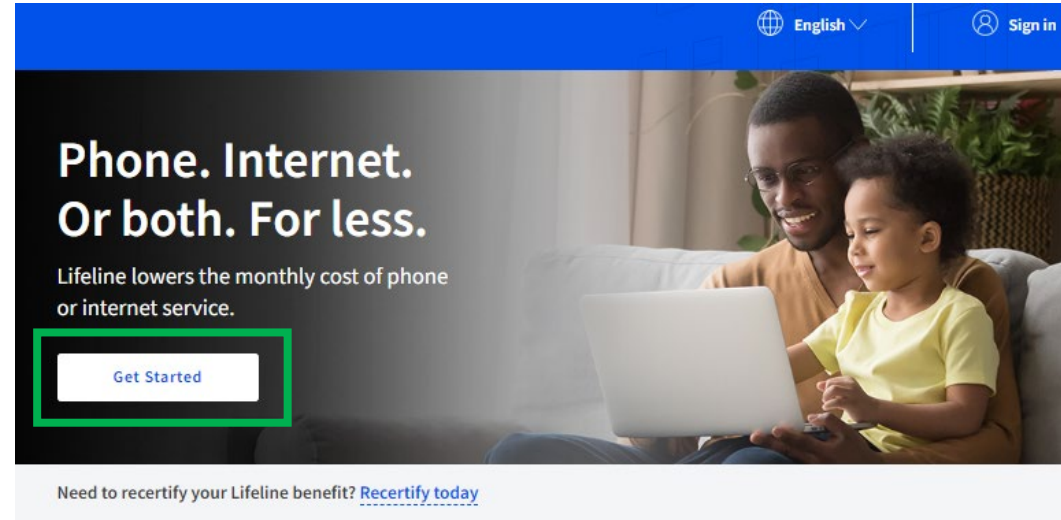 English
Sign in
Phone. Internet.
Or both. For less.
Lifeline lowers the monthly cost of phone
or internet service.
Get Started
Need to recertify your Lifeline benefit? Recertify today